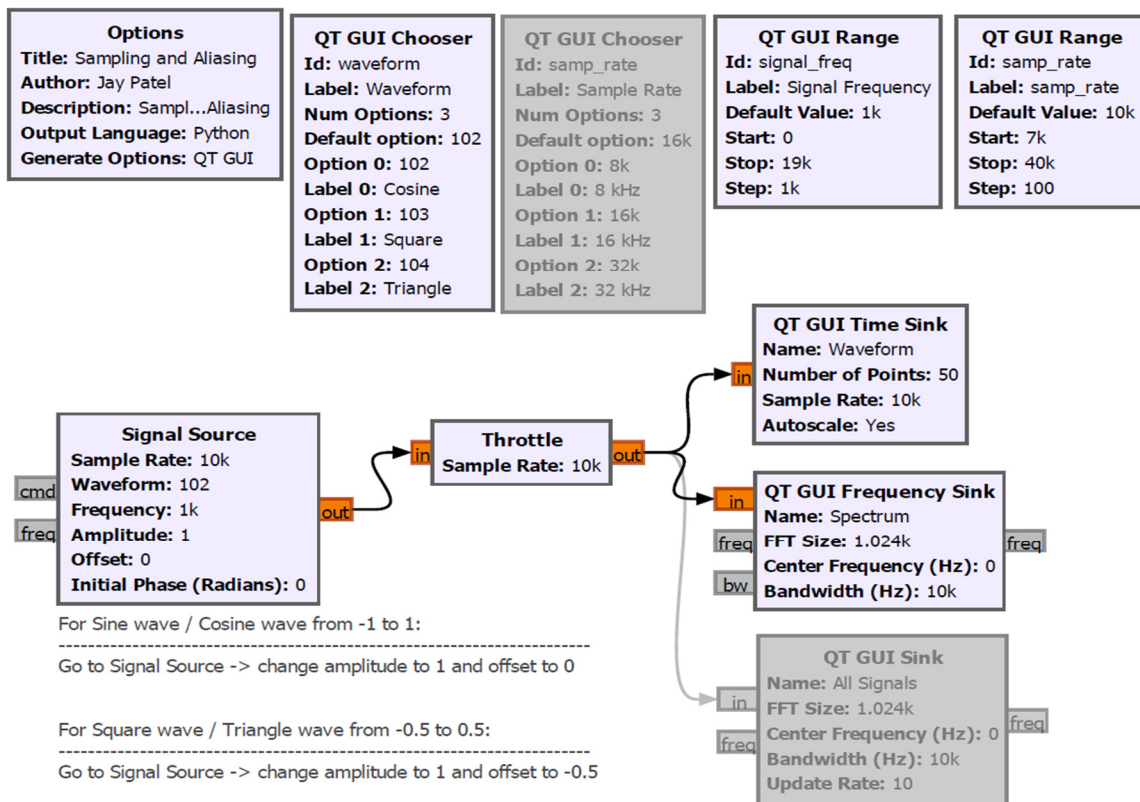 Options
Title: Sampling and Aliasing
Author: Jay Patel
Description: Sampl...Aliasing
Output Language: Python
Generate Options: QT GUI
QT GUI Chooser
Id: waveform
Label: Waveform
Num Options: 3
Default option: 102
Option 0: 102
Label 0: Cosine
Option 1: 103
Label 1: Square
Option 2: 104
Label 2: Triangle
QT GUI Chooser
Id: samp_rate
Label: Sample Rate
Num Options: 3
Default option: 16k
Option 0: 8k
Label 0: 8 kHz
Option 1: 16k
Label 1: 16 kHz
Option 2: 32k
Label 2: 32 kHz
QT GUI Range
Id: signal_freq
Label: Signal Frequency
Default Value: 1k
Start: 0
Stop: 19k
Step: 1k
QT GUI Range
Id: samp_rate
Label: samp_rate
Default Value: 10k
Start: 7k
Stop: 40k
Step: 100
Signal Source
Sample Rate: 10k
Waveform: 102
Frequency: 1k
Amplitude: 1
Offset: 0
Initial Phase (Radians): 0
cmd
freq
out
in
Throttle
Sample Rate: 10k
out
in
QT GUI Time Sink
Name: Waveform
Number of Points: 50
Sample Rate: 10k
Autoscale: Yes
in
freq
bw
QT GUI Frequency Sink
Name: Spectrum
FFT Size: 1.024k
Center Frequency (Hz): 0
Bandwidth (Hz): 10k
freq
in
freq
QT GUI Sink
Name: All Signals
FFT Size: 1.024k
Center Frequency (Hz): 0
Bandwidth (Hz): 10k
Update Rate: 10
freq
For Sine wave / Cosine wave from -1 to 1:
-----------------------------------------------------------------------
Go to Signal Source -> change amplitude to 1 and offset to 0
For Square wave / Triangle wave from -0.5 to 0.5:
-----------------------------------------------------------------------
Go to Signal Source -> change amplitude to 1 and offset to -0.5